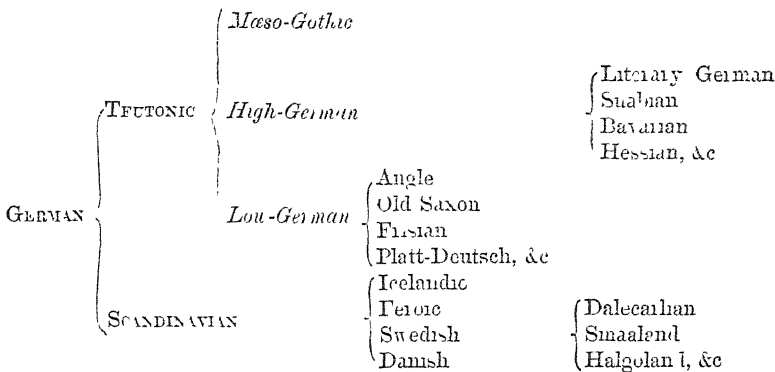 Mœso-Gothic
Literary German
Suabian
TEUTONIC High-German
Bavarian
Hessian, &c
Angle
Old Saxon
GERMAN Low-German
Frisian
Platt-Deutsch, &c
Icelandic
Feroic Dalecarlian
SCANDINAVIAN
Swedish Smaaland
Danish Halgoland, &c